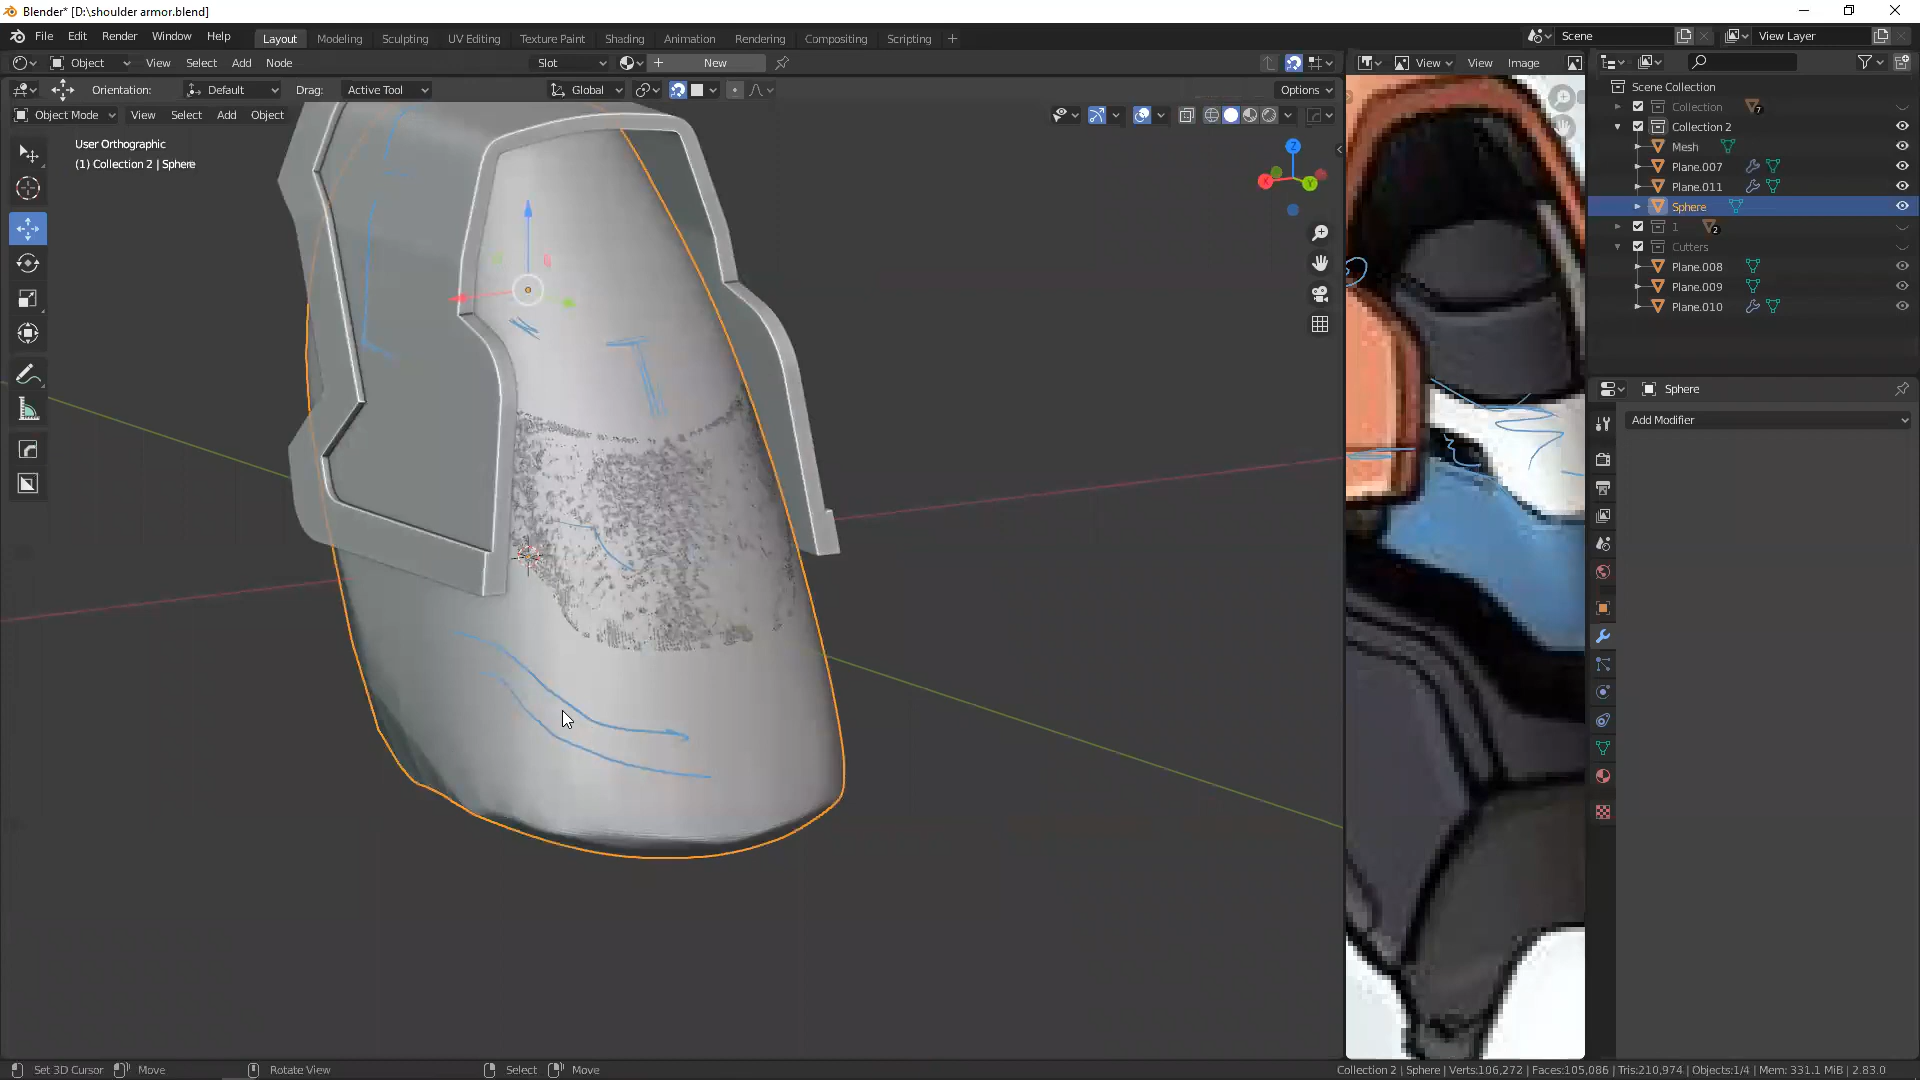 Blender* [D:\shoulder armor.blend]
File Edit Render Window Help Layout Modeling Sculpting UV Editing Texture Paint Shading Animation Rendering Compositing Scripting Scene View Layer
Object View Select Add Node Slot New View View Image
Orientation: Default Drag: Active Tool Global Options
Object Mode View Select Add Object
User Orthographic
(1) Collection 2 | Sphere
Z
X
Y
Scene Collection
Collection 7
Collection 2
Mesh
Plane.007
Plane.011
Sphere
1 2
Cutters
Plane.008
Plane.009
Plane.010
Sphere
Add Modifier
Set 3D Cursor Move Rotate View Select Move Collection 2 | Sphere | Verts:106,272 | Faces:105,086 | Tris:210,974 | Objects:1/4 | Mem: 331.1 MiB | 2.83.0